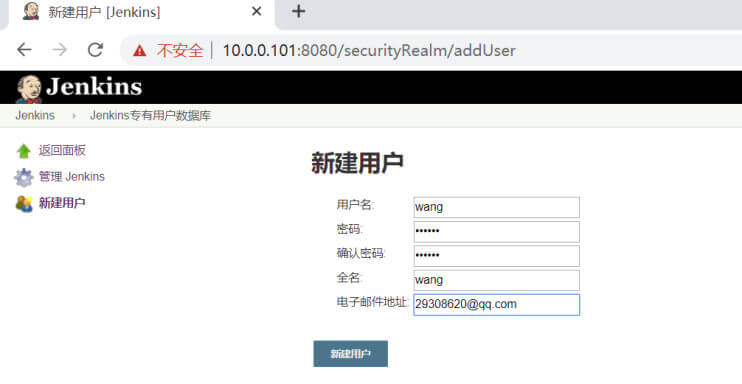 新建用户 [Jenkins]
不安全 | 10.0.0.101:8080/securityRealm/addUser
Jenkins
Jenkins Jenkins专有用户数据库
返回面板
管理 Jenkins
新建用户
新建用户
用户名: wang
密码: ••••••
确认密码: ••••••
全名: wang
电子邮件地址: 29308620@qq.com
新建用户